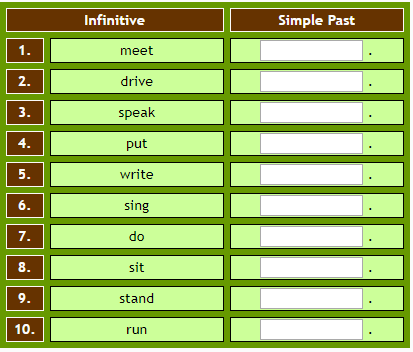 Infinitive Simple Past
1. meet .
2. drive .
3. speak .
4. put .
5. write .
6. sing .
7. do .
8. sit .
9. stand .
10. run .